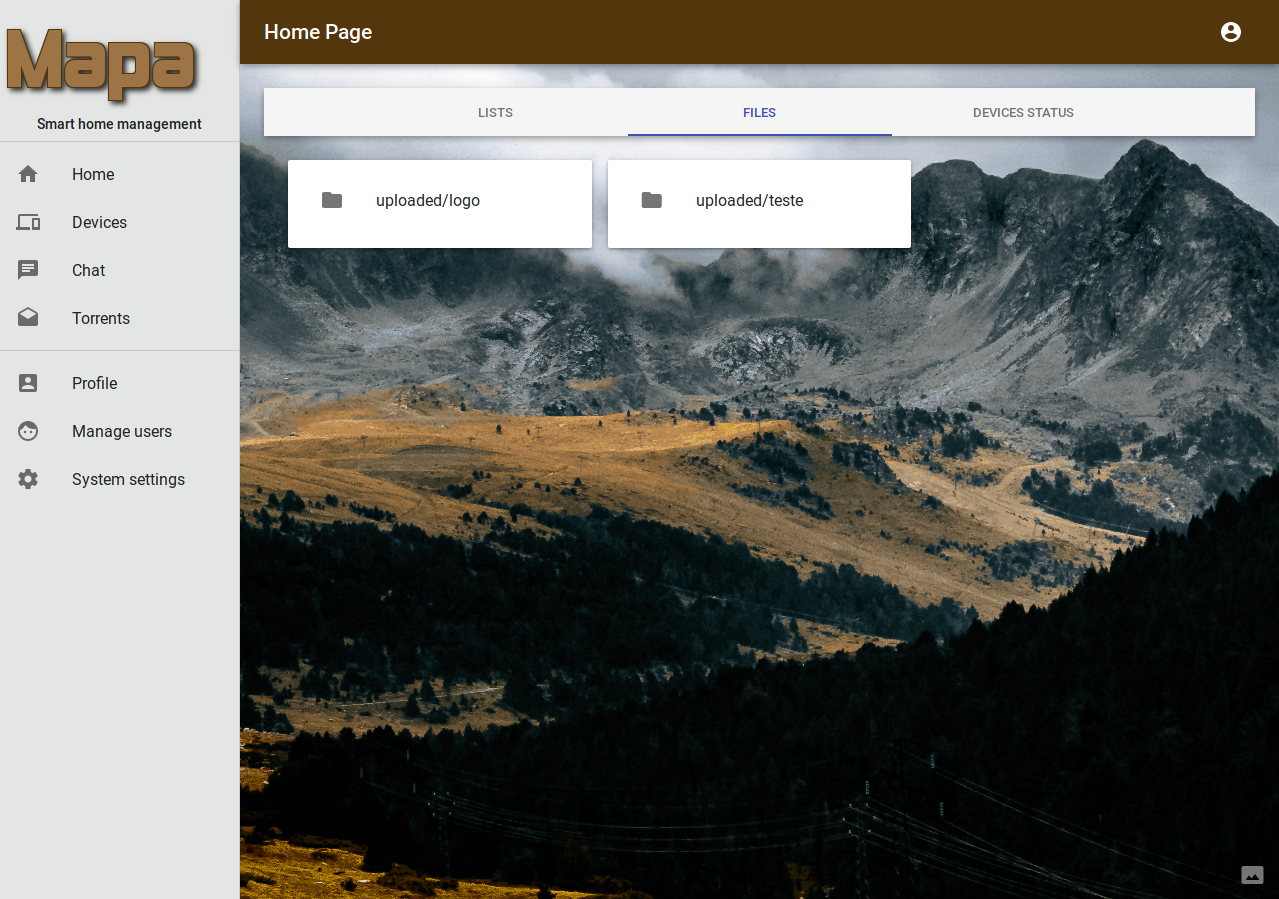 Mapa
Smart home management
Home
Devices
Chat
Torrents
Profile
Manage users
System settings
Home Page
LISTS
FILES
DEVICES STATUS
uploaded/logo
uploaded/teste